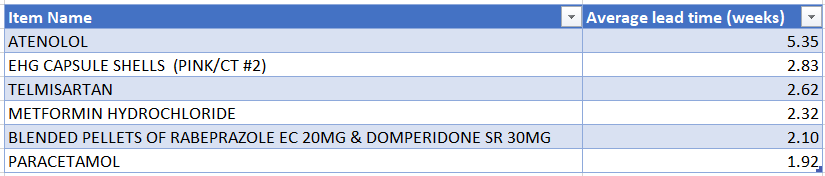 Item Name Average lead time (weeks)
ATENOLOL 5.35
EHG CAPSULE SHELLS  (PINK/CT #2) 2.83
TELMISARTAN 2.62
METFORMIN HYDROCHLORIDE 2.32
BLENDED PELLETS OF RABEPRAZOLE EC 20MG & DOMPERIDONE SR 30MG 2.10
PARACETAMOL 1.92